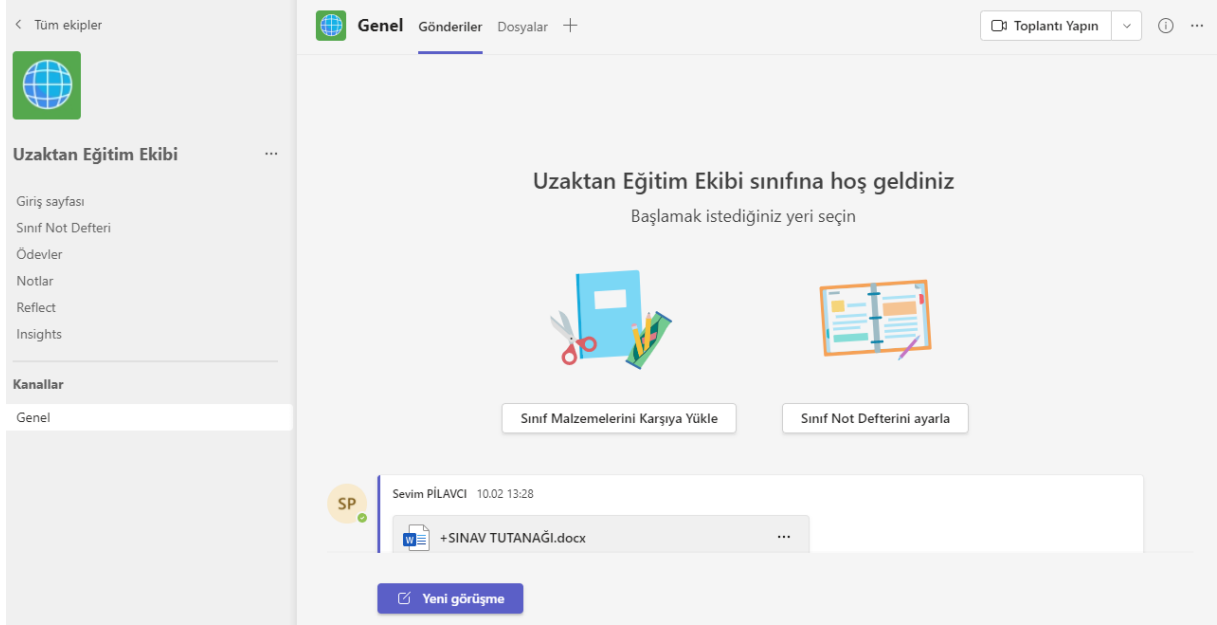 Tüm ekipler
Uzaktan Eğitim Ekibi
Giriş sayfası
Sınıf Not Defteri
Ödevler
Notlar
Reflect
Insights
Kanallar
Genel
Genel Gönderiler Dosyalar
Toplantı Yapın
Uzaktan Eğitim Ekibi sınıfına hoş geldiniz
Başlamak istediğiniz yeri seçin
Sınıf Malzemelerini Karşıya Yükle
Sınıf Not Defterini ayarla
SP
Sevim PİLAVCI 10.02 13:28
W +SINAV TUTANAĞI.docx
Yeni görüşme